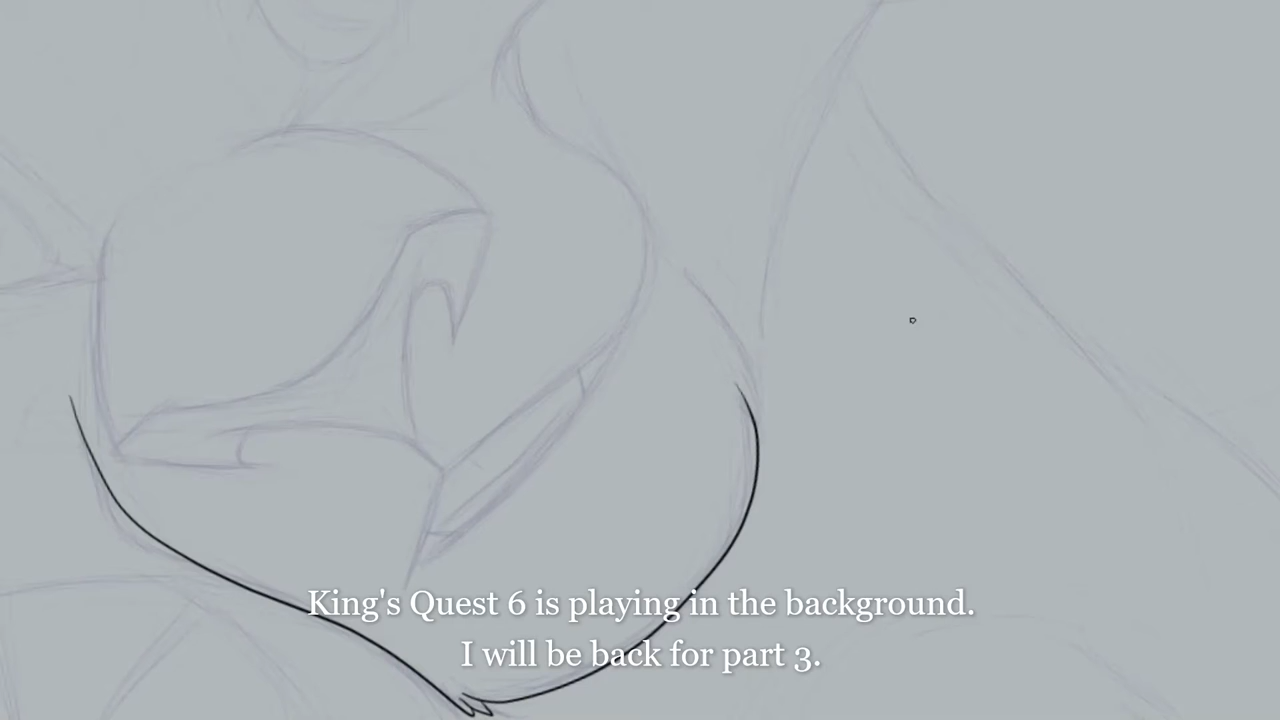 King's Quest 6 is playing in the background.
I will be back for part 3.